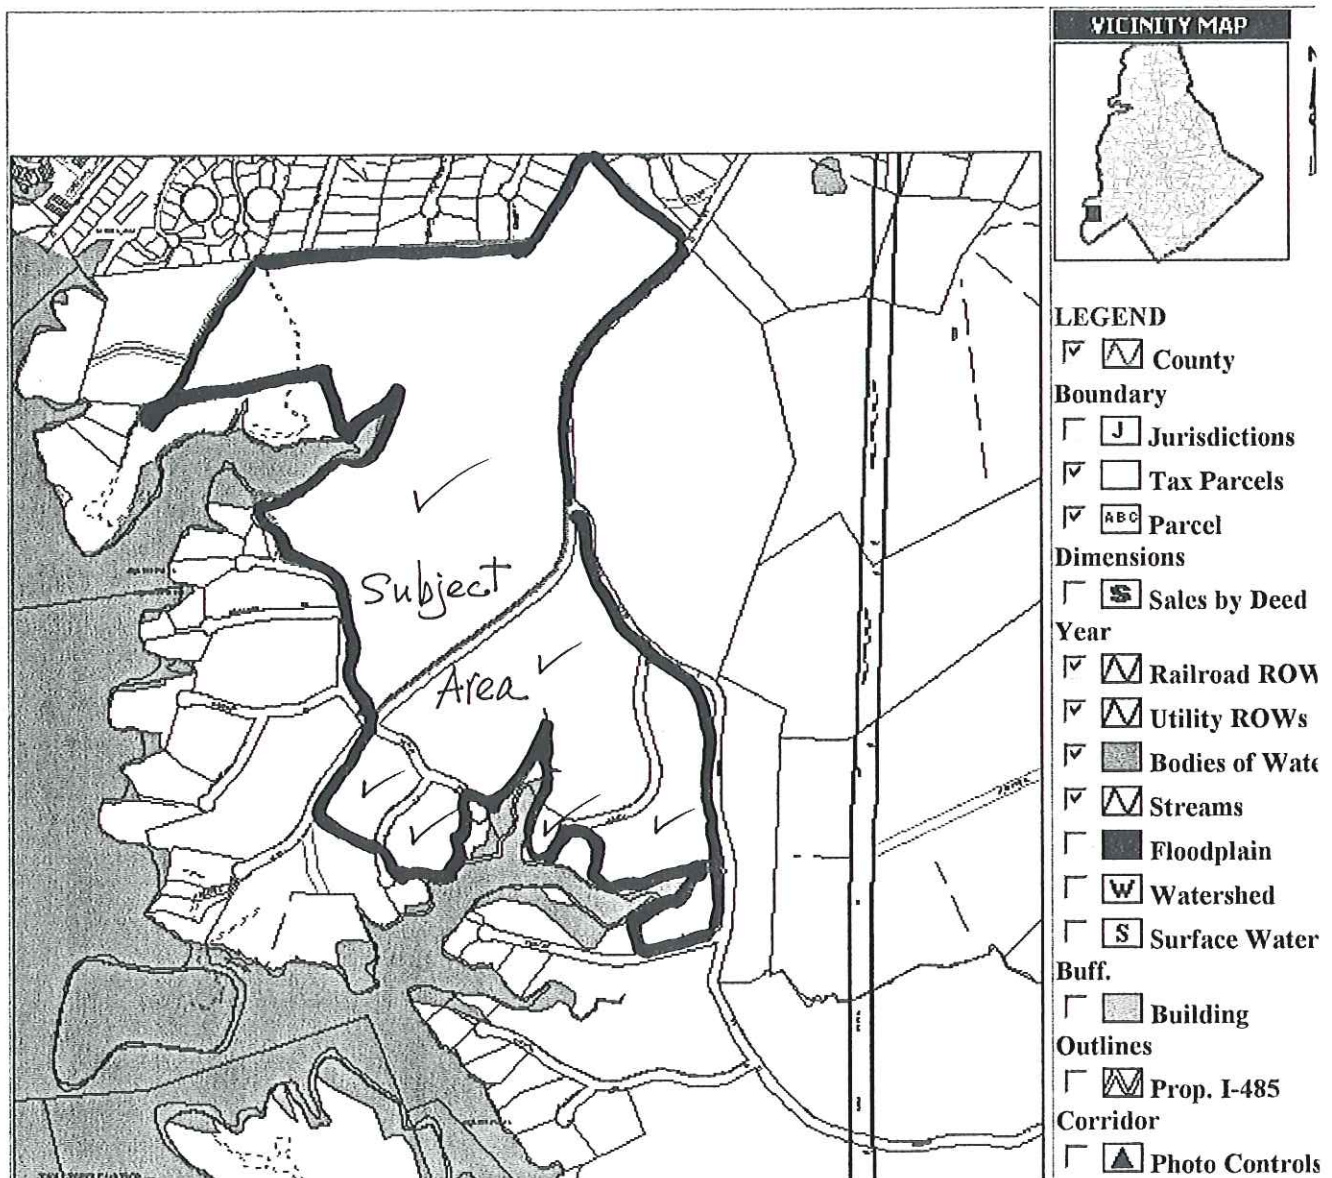 VICINITY MAP
N
LEGEND
County
Boundary
J Jurisdictions
Tax Parcels
ABC Parcel
Dimensions
S Sales by Deed
Year
Railroad ROW
Utility ROWs
Bodies of Wate
Streams
Floodplain
W Watershed
S Surface Water
Buff.
Building
Outlines
Prop. I-485
Corridor
Photo Controls
Subject
Area